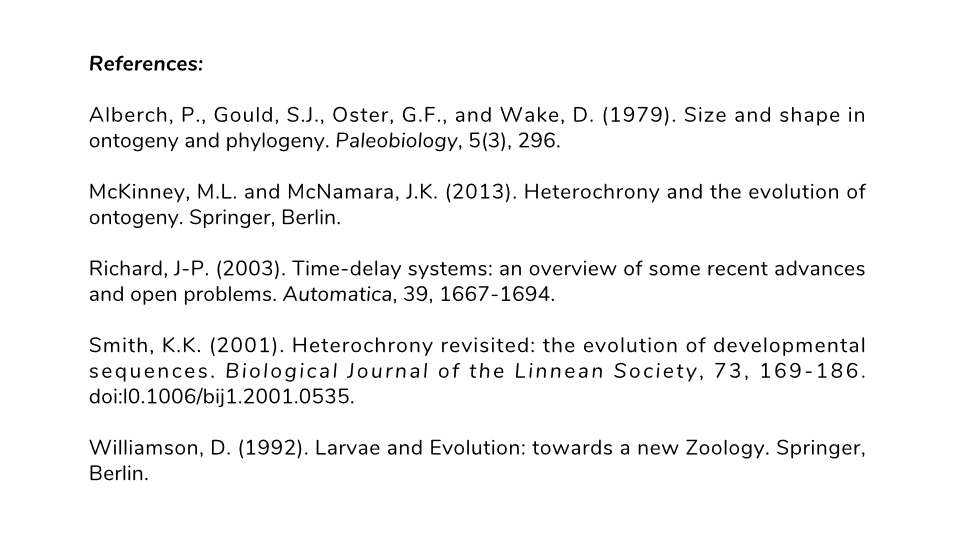 References:
Alberch, P., Gould, S.J., Oster, G.F., and Wake, D. (1979). Size and shape in
ontogeny and phylogeny. Paleobiology, 5(3), 296.
McKinney, M.L. and McNamara, J.K. (2013). Heterochrony and the evolution of
ontogeny. Springer, Berlin.
Richard, J-P. (2003). Time-delay systems: an overview of some recent advances
and open problems. Automatica, 39, 1667-1694.
Smith, K.K. (2001). Heterochrony revisited: the evolution of developmental
sequences. Biological Journal of the Linnean Society, 73, 169-186.
doi:l0.1006/bij1.2001.0535.
Williamson, D. (1992). Larvae and Evolution: towards a new Zoology. Springer,
Berlin.